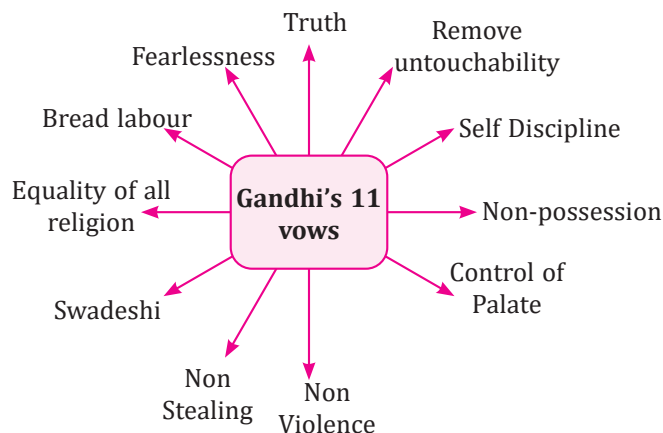 Truth
Remove
untouchability
Fearlessness
Self Discipline
Bread labour
Gandhi's 11
vows
Equality of all
religion
Non-possession
Control of
Palate
Swadeshi
Non
Stealing
Non
Violence